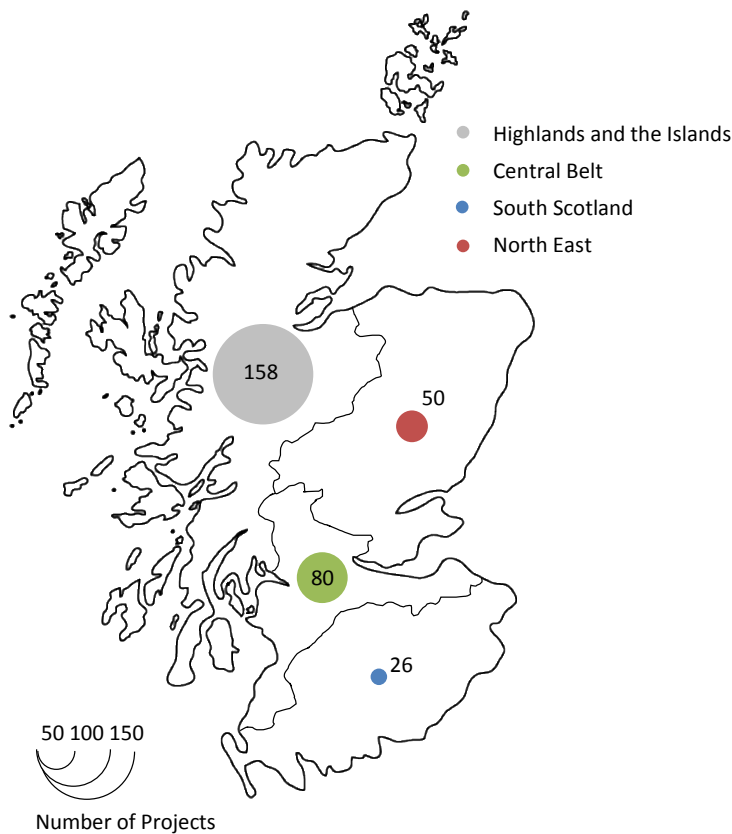 Highlands and the Islands
Central Belt
South Scotland
North East
158
50
80
26
50 100 150
Number of Projects